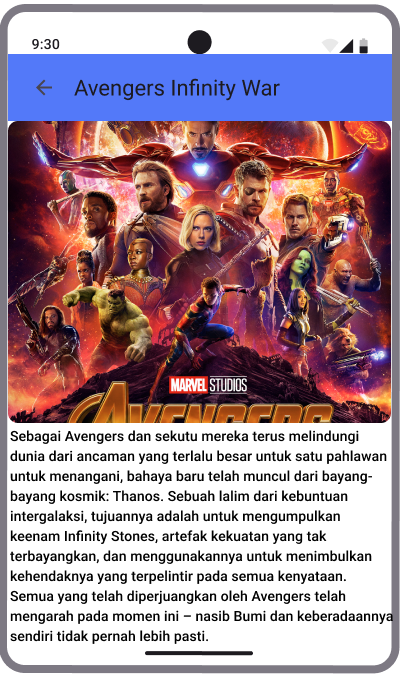 9:30
Avengers Infinity War
MARVEL STUDIOS
AVENGERS
Sebagai Avengers dan sekutu mereka terus melindungi
dunia dari ancaman yang terlalu besar untuk satu pahlawan
untuk menangani, bahaya baru telah muncul dari bayang-
bayang kosmik: Thanos. Sebuah lalim dari kebuntuan
intergalaksi, tujuannya adalah untuk mengumpulkan
keenam Infinity Stones, artefak kekuatan yang tak
terbayangkan, dan menggunakannya untuk menimbulkan
kehendaknya yang terpelintir pada semua kenyataan.
Semua yang telah diperjuangkan oleh Avengers telah
mengarah pada momen ini – nasib Bumi dan keberadaannya
sendiri tidak pernah lebih pasti.